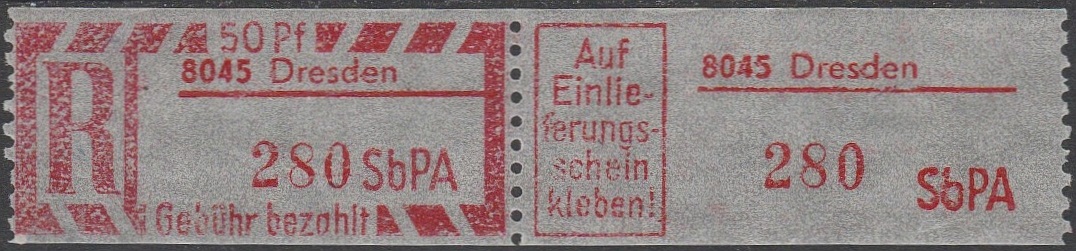 50 Pf
R
8045 Dresden
280 SbPA
Gebühr bezahlt
Auf
Einlie-
ferungs-
schein
kleben!
8045 Dresden
280
SbPA